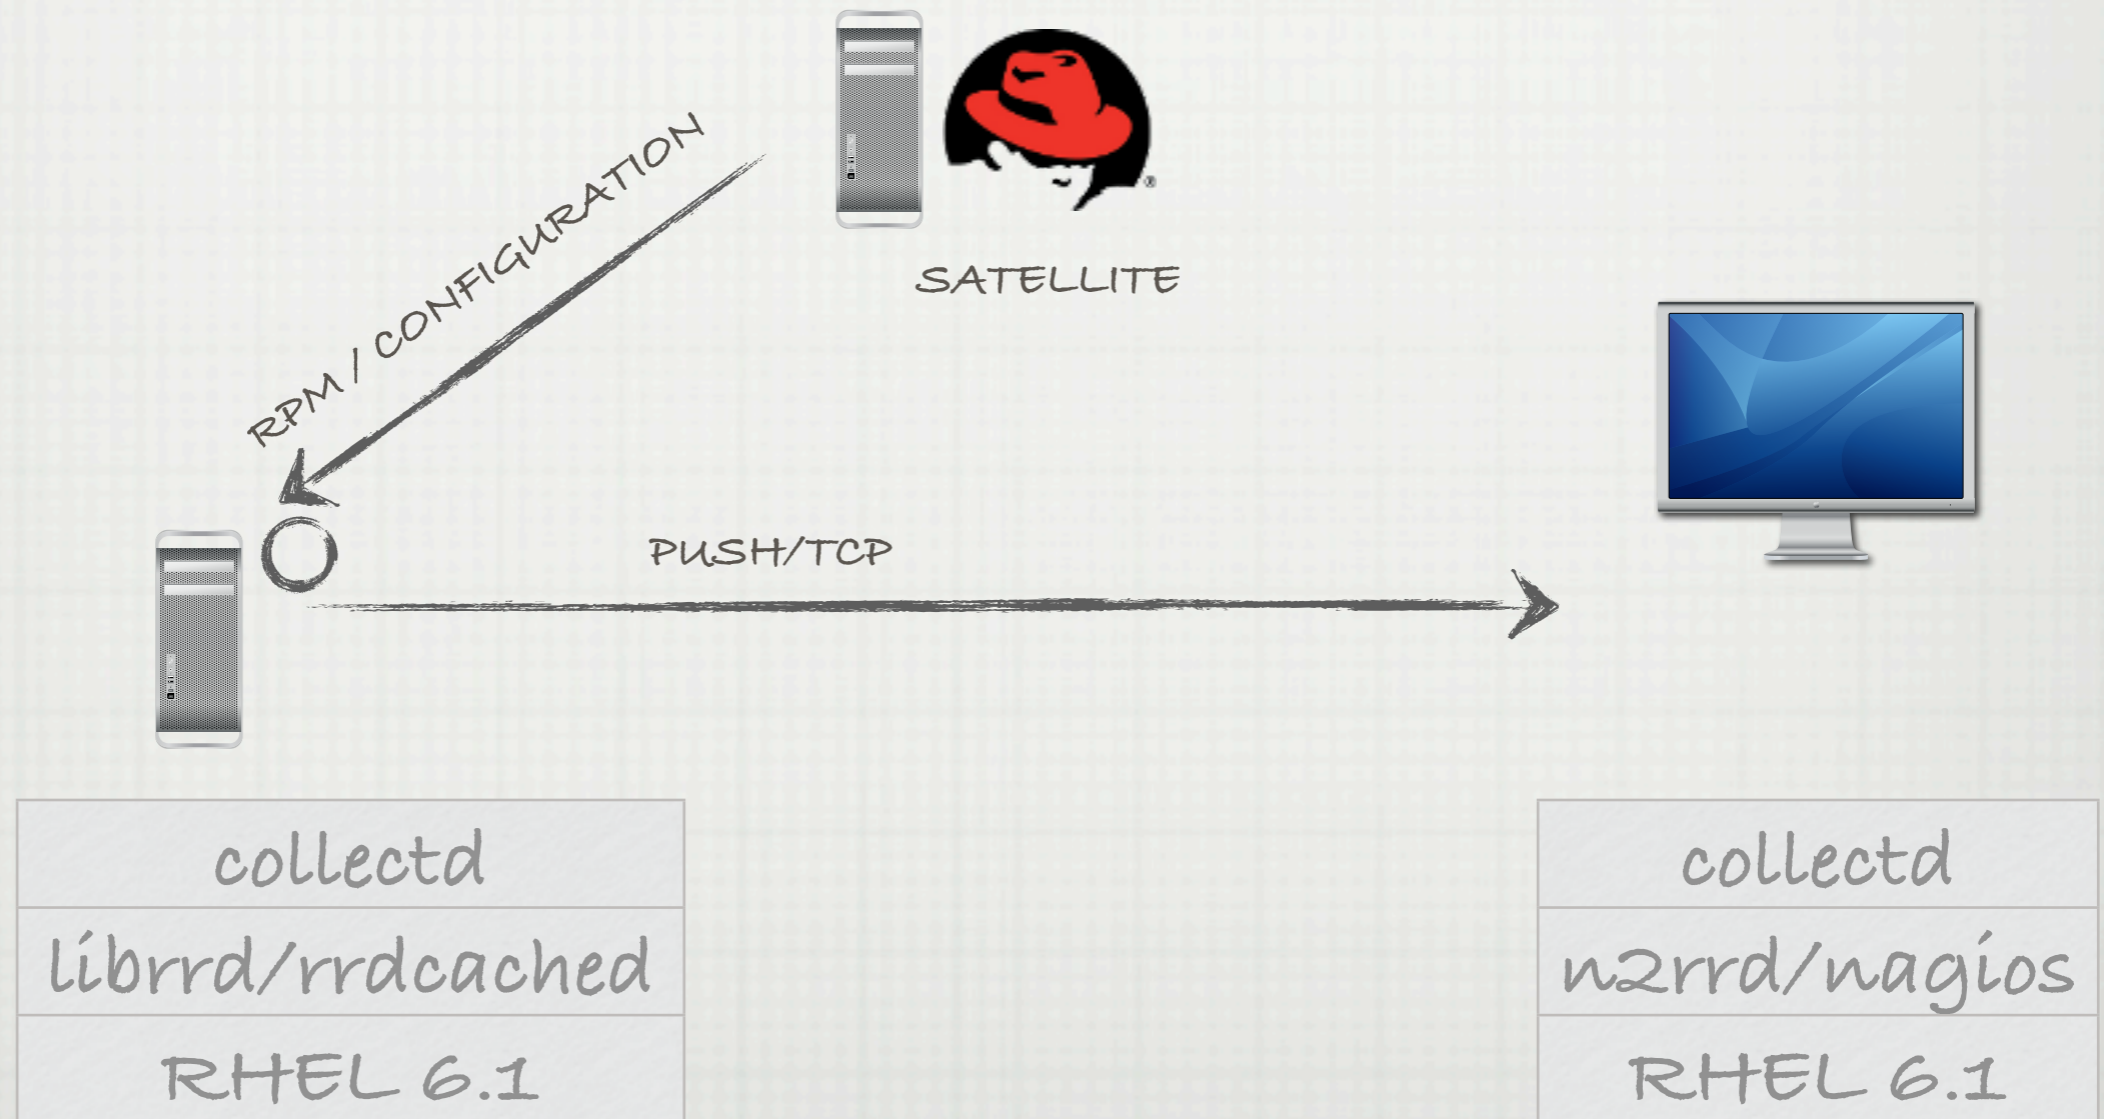 RPM / CONFIGURATION
®
SATELLITE
PUSH/TCP
collectd
librrd/rrdcached
RHEL 6.1
collectd
n2rrd/nagios
RHEL 6.1